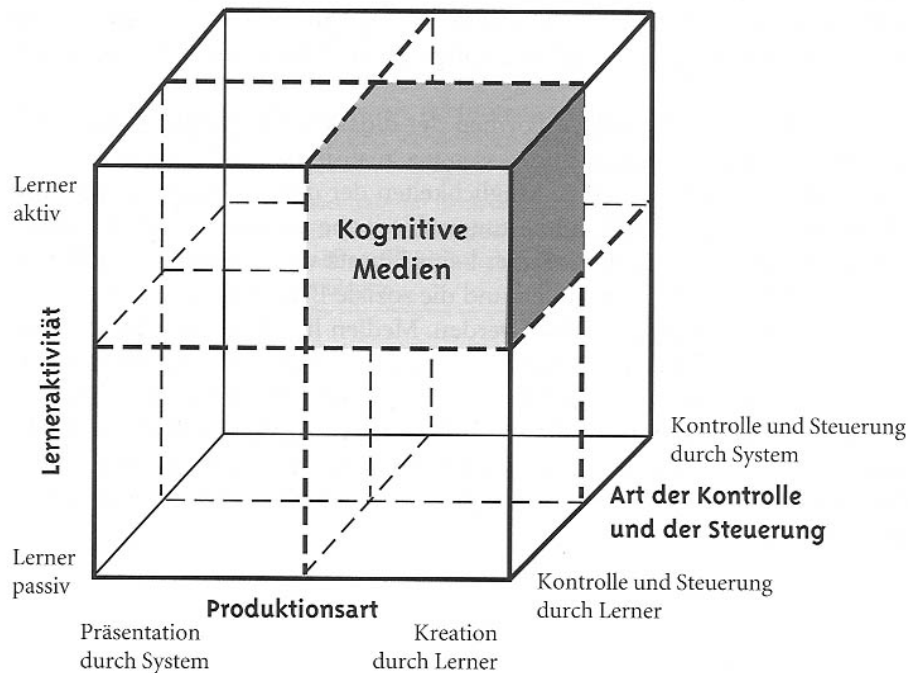 Lerner
aktiv
Kognitive
Medien
Lerneraktivität
Kontrolle und Steuerung
durch System
Art der Kontrolle
und der Steuerung
Lerner
passiv
Kontrolle und Steuerung
durch Lerner
Produktionsart
Präsentation
durch System
Kreation
durch Lerner